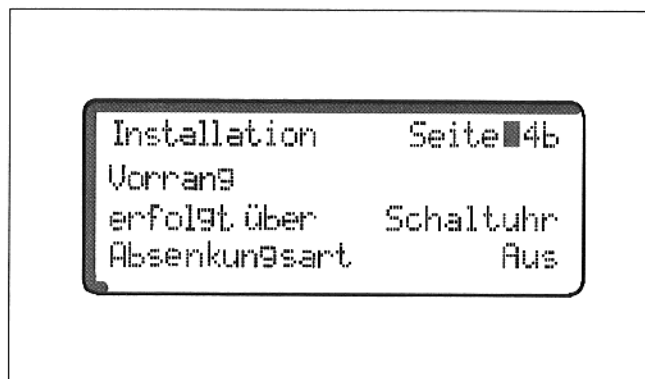 Installation Seite 4b
Vorrang
erfolgt über Schaltuhr
Absenkungsart Aus